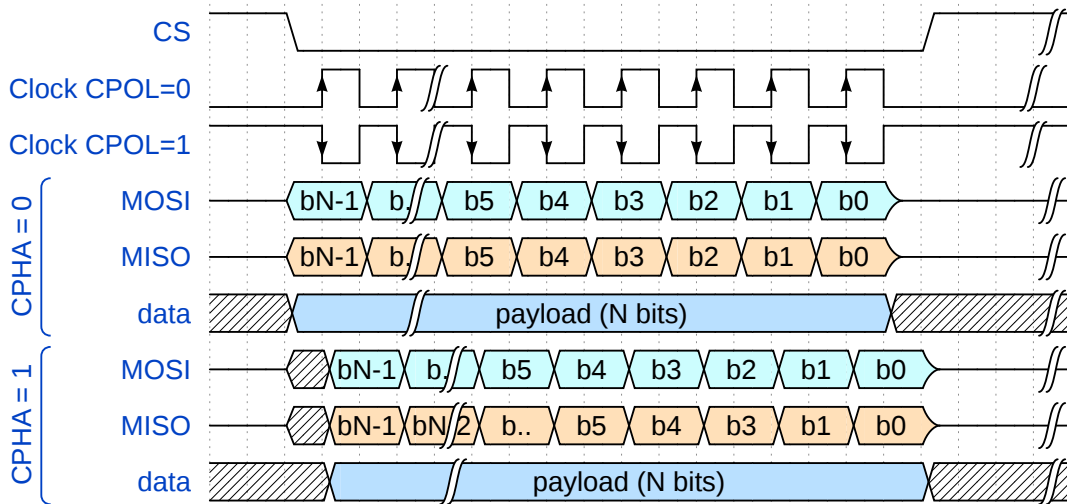 CS
Clock CPOL=0
Clock CPOL=1
CPHA = 0
MOSI bN-1 b. b5 b4 b3 b2 b1 b0
MISO bN-1 b. b5 b4 b3 b2 b1 b0
data payload (N bits)
CPHA = 1
MOSI bN-1 b. b5 b4 b3 b2 b1 b0
MISO bN-1 bN-2 b.. b5 b4 b3 b1 b0
data payload (N bits)